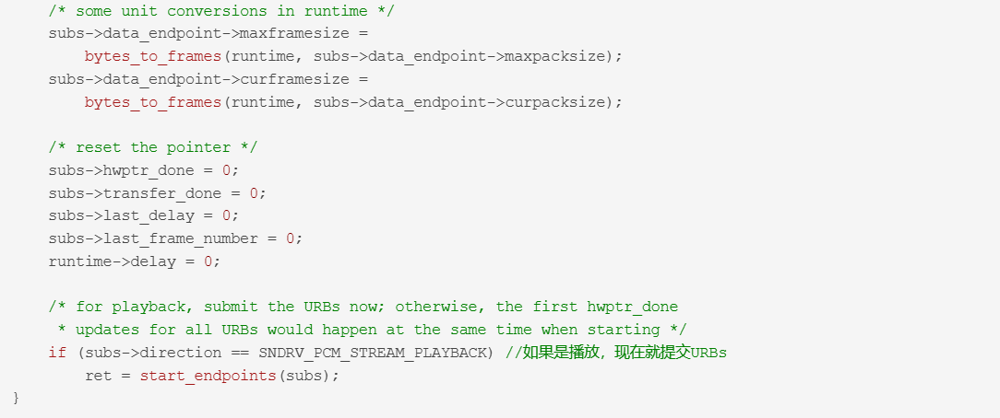 /* some unit conversions in runtime */
subs->data_endpoint->maxframesize =
bytes_to_frames(runtime, subs->data_endpoint->maxpacksize);
subs->data_endpoint->curframesize =
bytes_to_frames(runtime, subs->data_endpoint->curpacksize);
/* reset the pointer */
subs->hwptr_done = 0;
subs->transfer_done = 0;
subs->last_delay = 0;
subs->last_frame_number = 0;
runtime->delay = 0;
/* for playback, submit the URBs now; otherwise, the first hwptr_done
* updates for all URBs would happen at the same time when starting */
if (subs->direction == SNDRV_PCM_STREAM_PLAYBACK) //如果是播放，现在就提交URBs
ret = start_endpoints(subs);
}